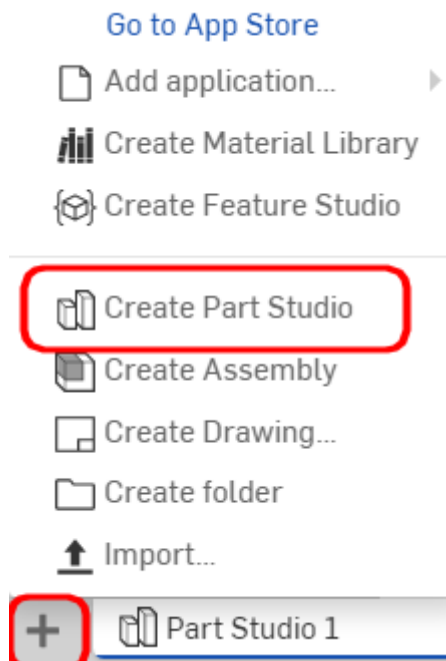 Go to App Store
Add application...
Create Material Library
Create Feature Studio
Create Part Studio
Create Assembly
Create Drawing...
Create folder
Import...
Part Studio 1